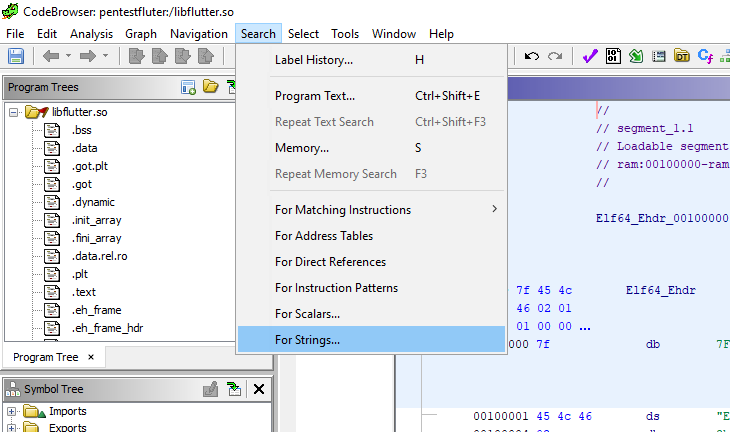 CodeBrowser: pentestfluter:/libflutter.so
File Edit Analysis Graph Navigation Search Select Tools Window Help
Program Trees
libflutter.so
.bss
.data
.got.plt
.got
.dynamic
.init_array
.fini_array
.data.rel.ro
.plt
.text
.eh_frame
.eh_frame_hdr
Program Tree ×
Symbol Tree
Imports
Exports
Label History... H
Program Text... Ctrl+Shift+E
Repeat Text Search Ctrl+Shift+F3
Memory... S
Repeat Memory Search F3
For Matching Instructions
For Address Tables
For Direct References
For Instruction Patterns
For Scalars...
For Strings...
//
// segment_1.1
// Loadable segment
// ram:00100000-ram
//
Elf64_Ehdr_00100000
7f 45 4c Elf64_Ehdr
46 02 01
01 00 00 ...
000 7f db 7F
00100001 45 4c 46 ds "E